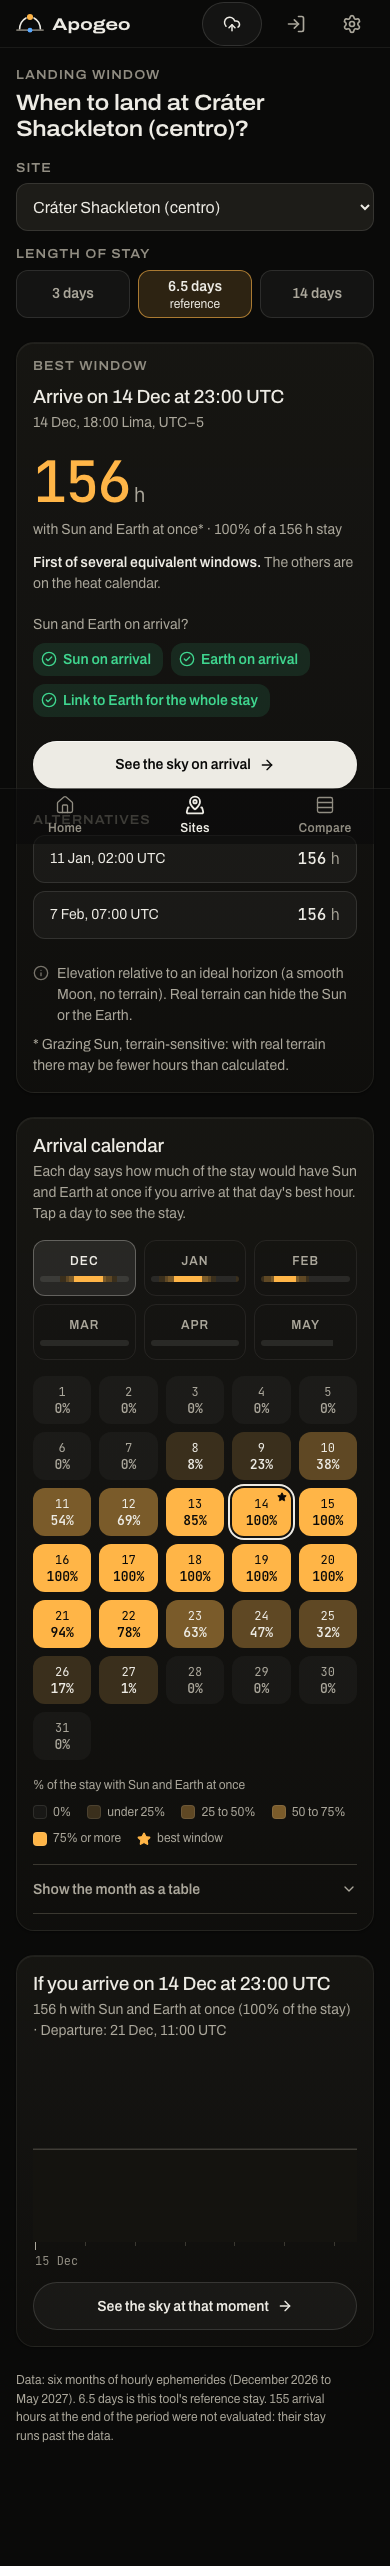 Apogeo
LANDING WINDOW
When to land at Cráter
Shackleton (centro)?
SITE
Cráter Shackleton (centro)
LENGTH OF STAY
3 days
6.5 days
reference
14 days
BEST WINDOW
Arrive on 14 Dec at 23:00 UTC
14 Dec, 18:00 Lima, UTC−5
156 h
with Sun and Earth at once* · 100% of a 156 h stay
First of several equivalent windows. The others are
on the heat calendar.
Sun and Earth on arrival?
Sun on arrival
Earth on arrival
Link to Earth for the whole stay
See the sky on arrival →
ALTERNATIVES
Home
Sites
Compare
11 Jan, 02:00 UTC 156 h
7 Feb, 07:00 UTC 156 h
Elevation relative to an ideal horizon (a smooth
Moon, no terrain). Real terrain can hide the Sun
or the Earth.
* Grazing Sun, terrain-sensitive: with real terrain
there may be fewer hours than calculated.
Arrival calendar
Each day says how much of the stay would have Sun
and Earth at once if you arrive at that day's best hour.
Tap a day to see the stay.
DEC JAN FEB
MAR APR MAY
1 2 3 4 5
0% 0% 0% 0% 0%
6 7 8 9 10
0% 0% 8% 23% 38%
11 12 13 14 15
54% 69% 85% 100% 100%
16 17 18 19 20
100% 100% 100% 100% 100%
21 22 23 24 25
94% 78% 63% 47% 32%
26 27 28 29 30
17% 1% 0% 0% 0%
31
0%
% of the stay with Sun and Earth at once
0% under 25% 25 to 50% 50 to 75%
75% or more best window
Show the month as a table
If you arrive on 14 Dec at 23:00 UTC
156 h with Sun and Earth at once (100% of the stay)
· Departure: 21 Dec, 11:00 UTC
15 Dec
See the sky at that moment →
Data: six months of hourly ephemerides (December 2026 to
May 2027). 6.5 days is this tool's reference stay. 155 arrival
hours at the end of the period were not evaluated: their stay
runs past the data.